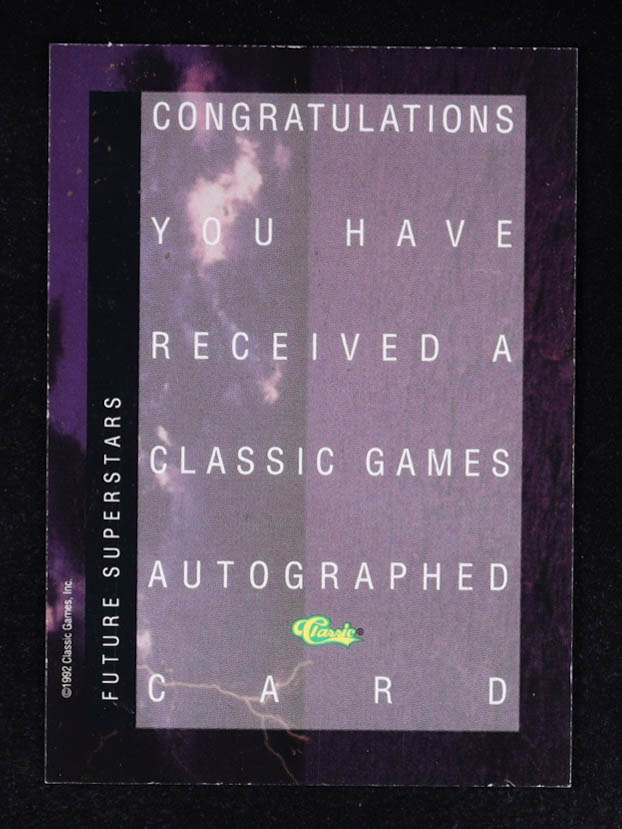 CONGRATULATIONS
YOU HAVE
RECEIVED A
CLASSIC GAMES
AUTOGRAPHED
Classic®
CARD
FUTURE SUPERSTARS
©1992 Classic Games, Inc.